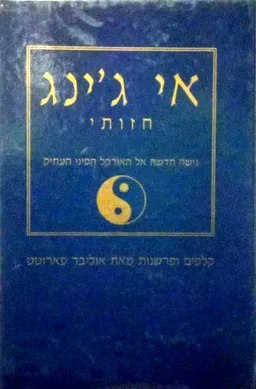 אי ג'ינג
חזותי
גישה חדשה אל האורקל הסיני העתיק
קלפים ופרשנות מאת אוליבר פארוטט